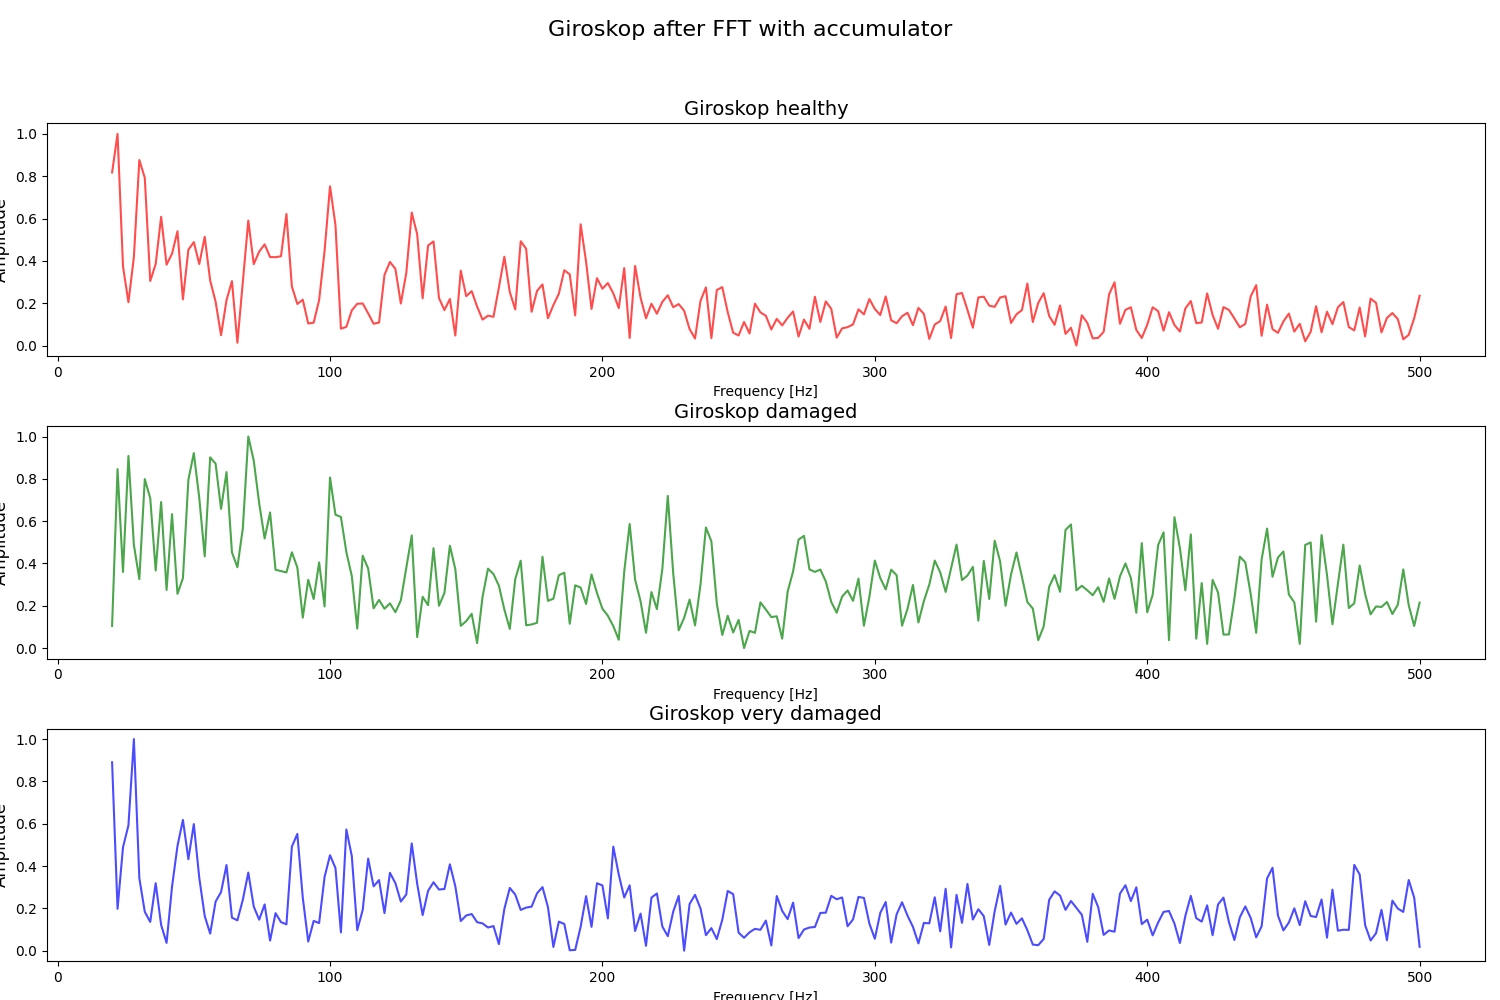 Giroskop after FFT with accumulator
Giroskop healthy
Amplitude
1.0
0.8
0.6
0.4
0.2
0.0
0 100 200 300 400 500
Frequency [Hz]
Giroskop damaged
Amplitude
1.0
0.8
0.6
0.4
0.2
0.0
0 100 200 300 400 500
Frequency [Hz]
Giroskop very damaged
Amplitude
1.0
0.8
0.6
0.4
0.2
0.0
0 100 200 300 400 500
Frequency [Hz]